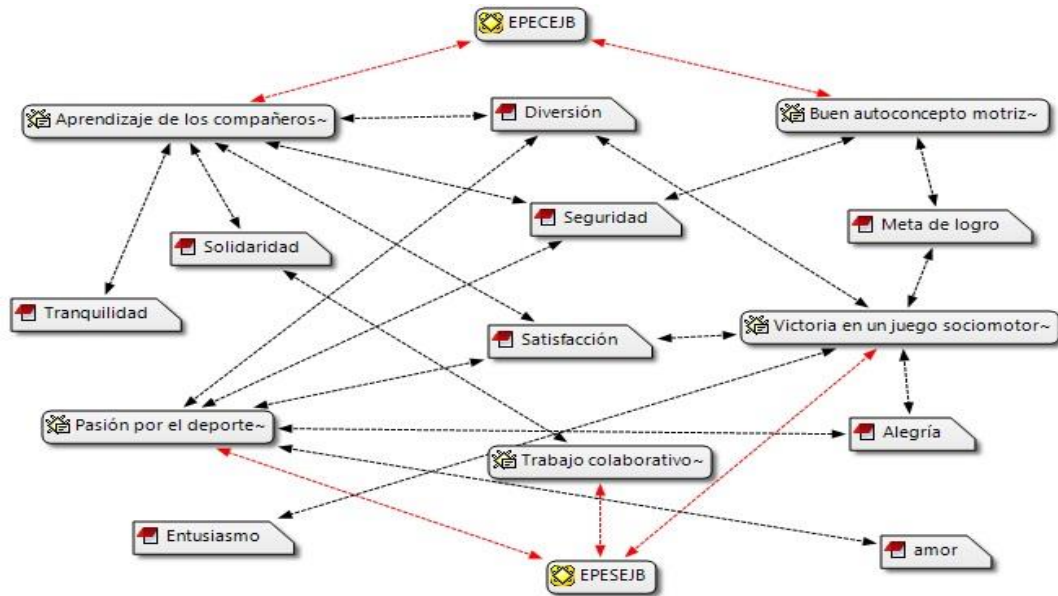 EPECEJB
Aprendizaje de los compañeros~
Diversión
Buen autoconcepto motriz~
Seguridad
Meta de logro
Solidaridad
Tranquilidad
Satisfacción
Victoria en un juego sociomotor~
Pasión por el deporte~
Alegría
Trabajo colaborativo~
Entusiasmo
amor
EPESEJB